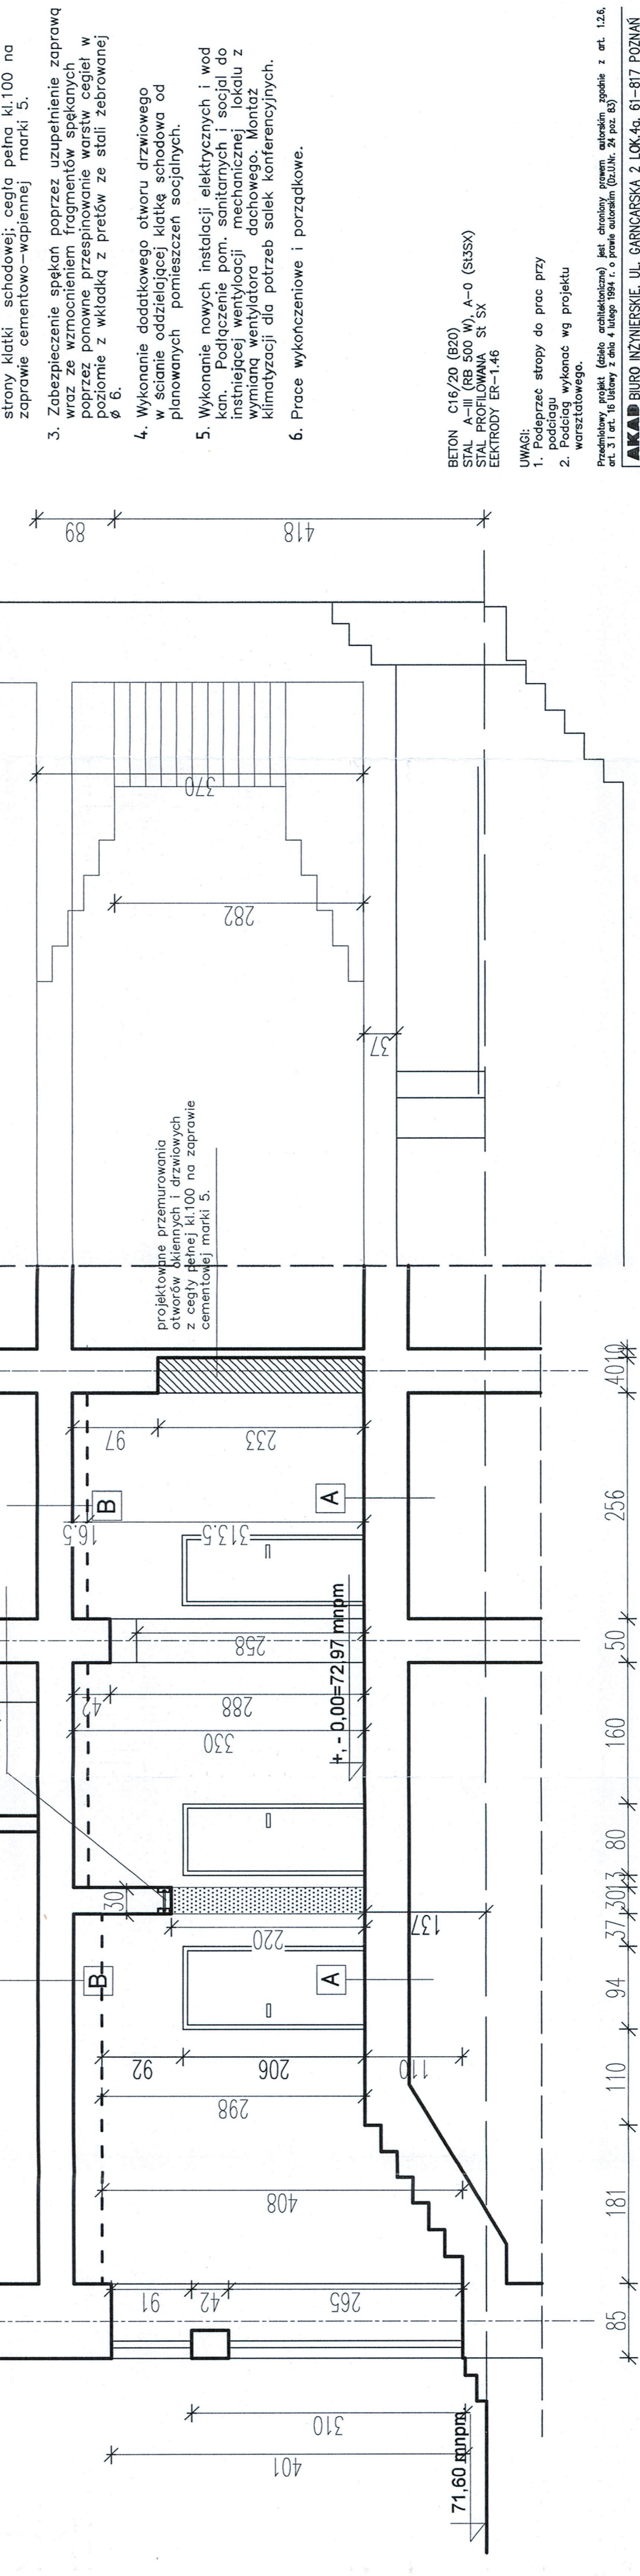 strony klatki schodowej; cegła pełna kl.100 na
zaprawie cementowo-wapiennej marki 5.
3. Zabezpieczenie spękań poprzez uzupełnienie zaprawą
wraz ze wzmocnieniem fragmentów spękanych
poprzez ponowne przespinowanie warstw cegieł w
poziomie z wkładką z pretów ze stali żebrowanej
ø 6.
4. Wykonanie dodatkowego otworu drzwiowego
w ścianie oddzielającej klatkę schodowa od
planowanych pomieszczeń socjalnych.
5. Wykonanie nowych instalacji elektrycznych i wod
kan. Podłączenie pom. sanitarnych i socjal do
instniejącej wentyloacji mechanicznej lokalu z
wymianą wentylatora dachowego. Montaż
klimatyzacji dla potrzeb salek konferencyjnych.
6. Prace wykończeniowe i porządkowe.
BETON C16/20 (B20)
STAL A-III (RB 500 W), A-0 (St3SX)
STAL PROFILOWANA St SX
EEKTRODY ER-1.46
UWAGI:
1. Podeprzeć stropy do prac przy
podciagu
2. Podciąg wykonać wg projektu
warsztatowego.
Przedmiotowy projekt (dzieło architektoniczne) jest chroniony prawem autorskim zgodnie z art. 1.2.6,
art. 3 i art. 16 Ustawy z dnia 4 lutego 1994 r. o prawie autorskim (Dz.U.Nr. 24 poz. 83)
AKAD BIURO INŻYNIERSKIE, UL. GARNCARSKA 2 LOK.4a, 61-817 POZNAŃ
89
418
370
282
37
projektowane przemurowania
otworów okiennych i drzwiowych
z cegły pełnej kl.100 na zaprawie
cementowej marki 5.
97
233
B
A
16.5
313.5
258
+, - 0,00=72,97 mnpm
42
288
330
30
220
137
B
A
92
206
110
298
408
91
42
265
310
401
71,60 mnpm
85
181
110
94
37
30
13
80
160
50
256
40
10